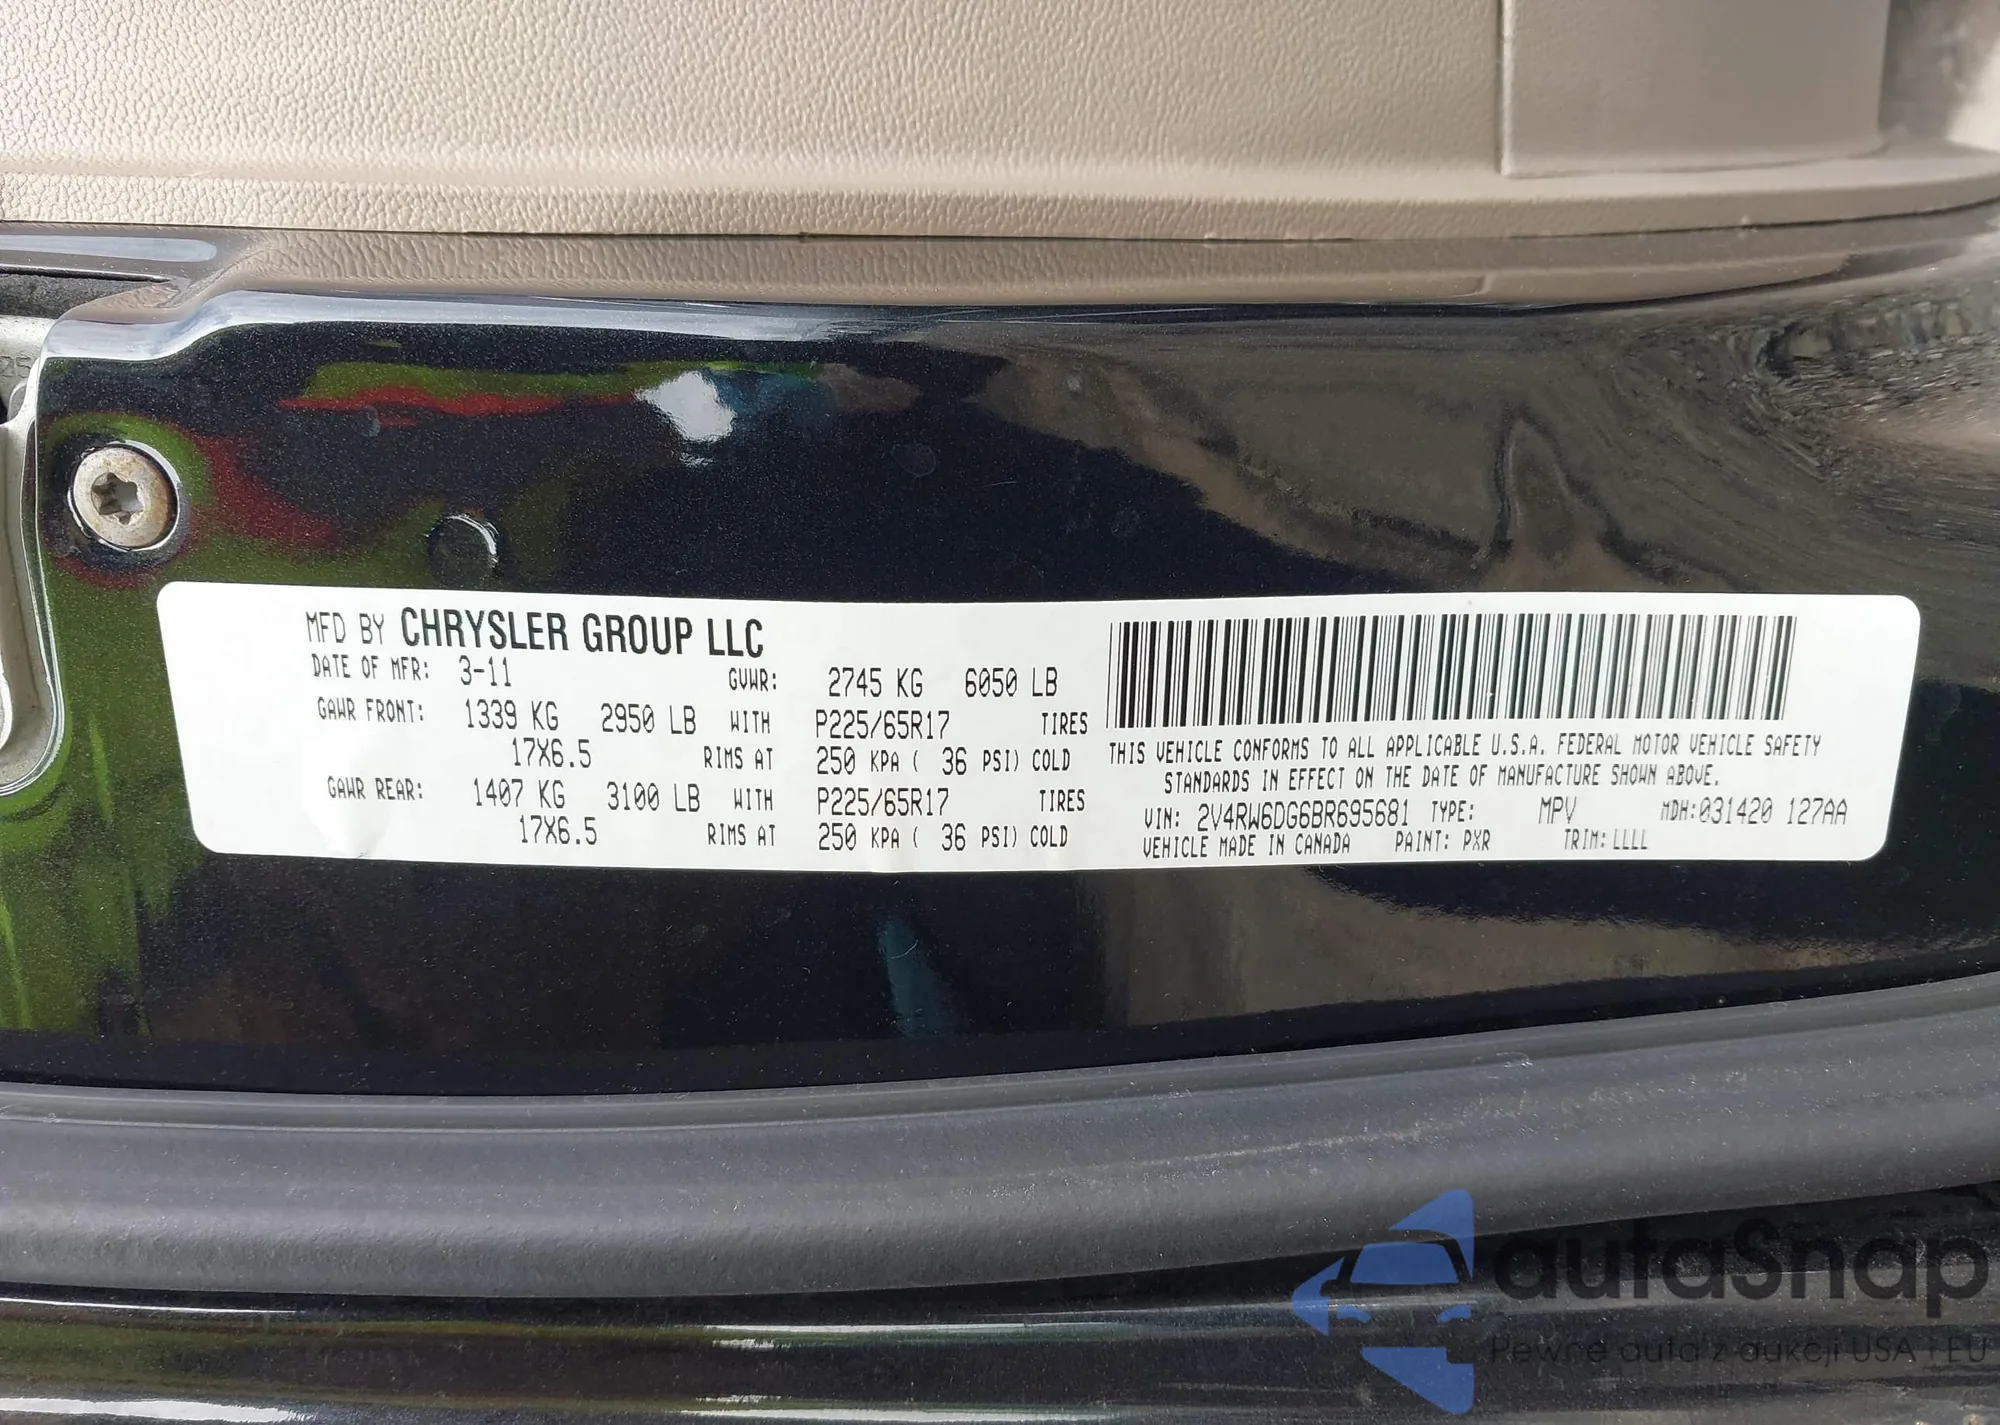 MFD BY CHRYSLER GROUP LLC
DATE OF MFR: 3-11 GVWR: 2745 KG 6050 LB
GAWR FRONT: 1339 KG 2950 LB WITH P225/65R17 TIRES
17X6.5 RIMS AT 250 KPA ( 36 PSI) COLD
GAWR REAR: 1407 KG 3100 LB WITH P225/65R17 TIRES
17X6.5 RIMS AT 250 KPA ( 36 PSI) COLD
THIS VEHICLE CONFORMS TO ALL APPLICABLE U.S.A. FEDERAL MOTOR VEHICLE SAFETY
STANDARDS IN EFFECT ON THE DATE OF MANUFACTURE SHOWN ABOVE.
VIN: 2V4RW6DG6BR695681 TYPE: MPV MDH:031420 127AA
VEHICLE MADE IN CANADA PAINT: PXR TRIM: LLLL
autaSnap
Pewne auta z aukcji USA i EU